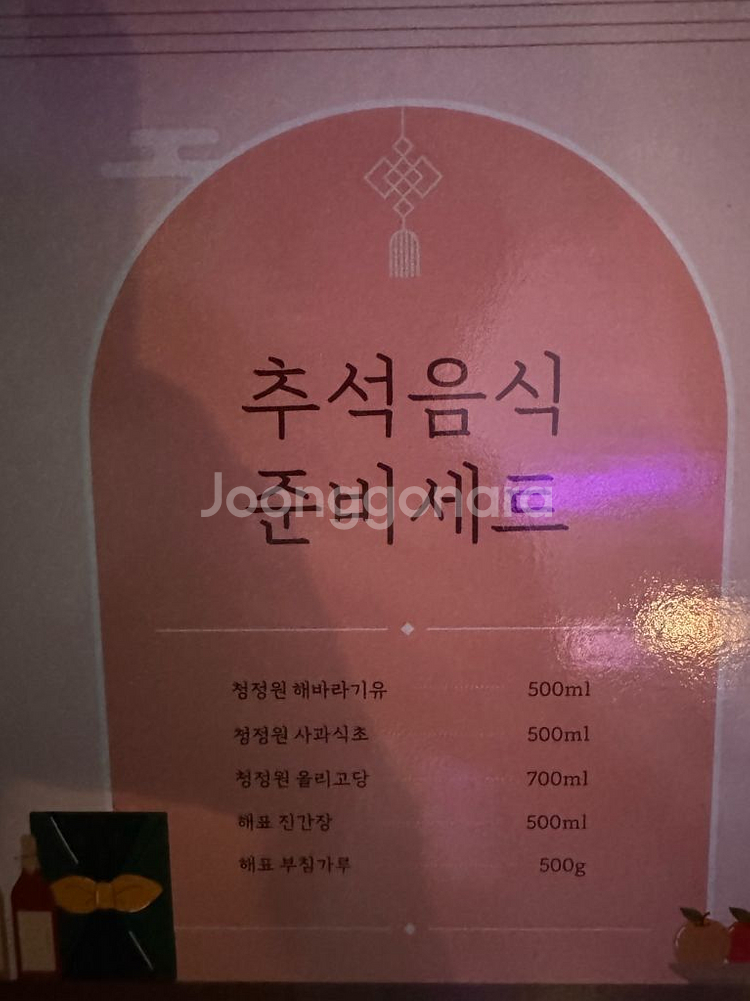 추석음식
준비세트
Joonggonara
청정원 해바라기유 500ml
청정원 사과식초 500ml
청정원 올리고당 700ml
해표 진간장 500ml
해표 부침가루 500g